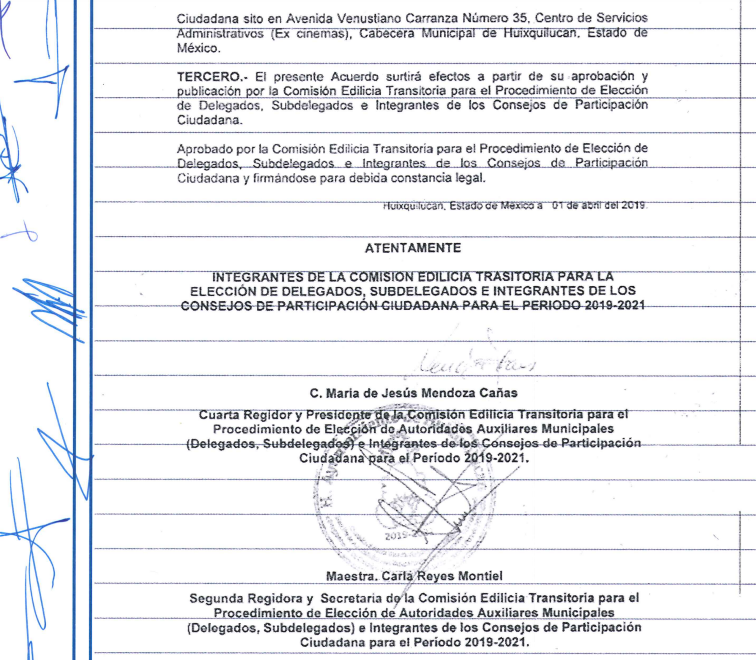 Ciudadana sito en Avenida Venustiano Carranza Número 35, Centro de Servicios
Administrativos (Ex cinemas), Cabecera Municipal de Huixquilucan, Estado de
México.
TERCERO.- El presente Acuerdo surtirá efectos a partir de su aprobación y
publicación por la Comisión Edilicia Transitoria para el Procedimiento de Elección
de Delegados, Subdelegados e Integrantes de los Consejos de Participación
Ciudadana.
Aprobado por la Comisión Edilicia Transitoria para el Procedimiento de Elección de
Delegados, Subdelegados e Integrantes de los Consejos de Participación
Ciudadana y firmándose para debida constancia legal.
Huixquilucan, Estado de México a 01 de abril del 2019
ATENTAMENTE
INTEGRANTES DE LA COMISION EDILICIA TRASITORIA PARA LA
ELECCIÓN DE DELEGADOS, SUBDELEGADOS E INTEGRANTES DE LOS
CONSEJOS DE PARTICIPACIÓN CIUDADANA PARA EL PERIODO 2019-2021
C. Maria de Jesús Mendoza Cañas
Cuarta Regidor y Presidente de la Comisión Edilicia Transitoria para el
Procedimiento de Elección de Autoridades Auxiliares Municipales
(Delegados, Subdelegados) e Integrantes de los Consejos de Participación
Ciudadana para el Período 2019-2021.
Maestra. Carla Reyes Montiel
Segunda Regidora y Secretaria de la Comisión Edilicia Transitoria para el
Procedimiento de Elección de Autoridades Auxiliares Municipales
(Delegados, Subdelegados) e Integrantes de los Consejos de Participación
Ciudadana para el Período 2019-2021.